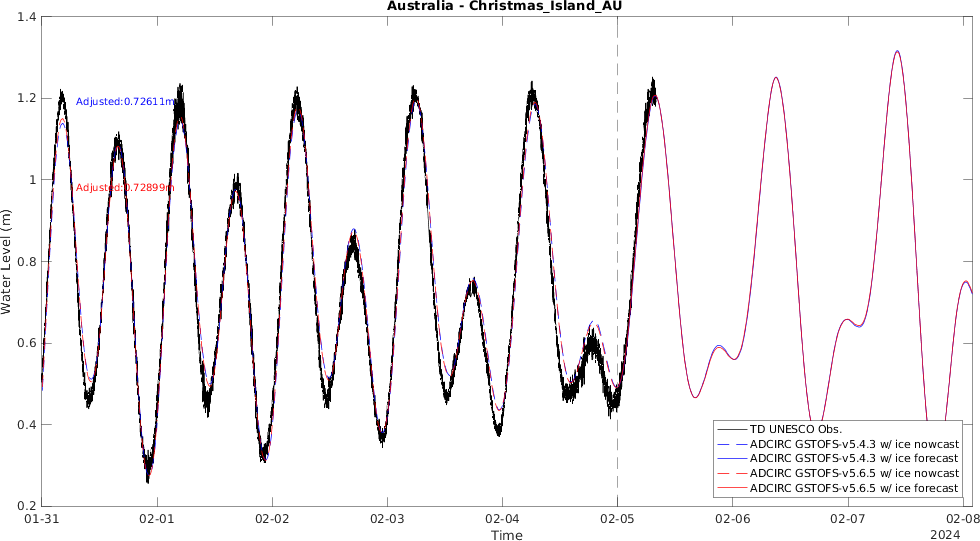 Australia - Christmas_Island_AU
1.4
1.2
1
0.8
0.6
0.4
0.2
Water Level (m)
Adjusted:0.72611m
Adjusted:0.72899m
TD UNESCO Obs.
ADCIRC GSTOFS-v5.4.3 w/ ice nowcast
ADCIRC GSTOFS-v5.4.3 w/ ice forecast
ADCIRC GSTOFS-v5.6.5 w/ ice nowcast
ADCIRC GSTOFS-v5.6.5 w/ ice forecast
01-31 02-01 02-02 02-03 02-04 02-05 02-06 02-07 02-08
2024
Time